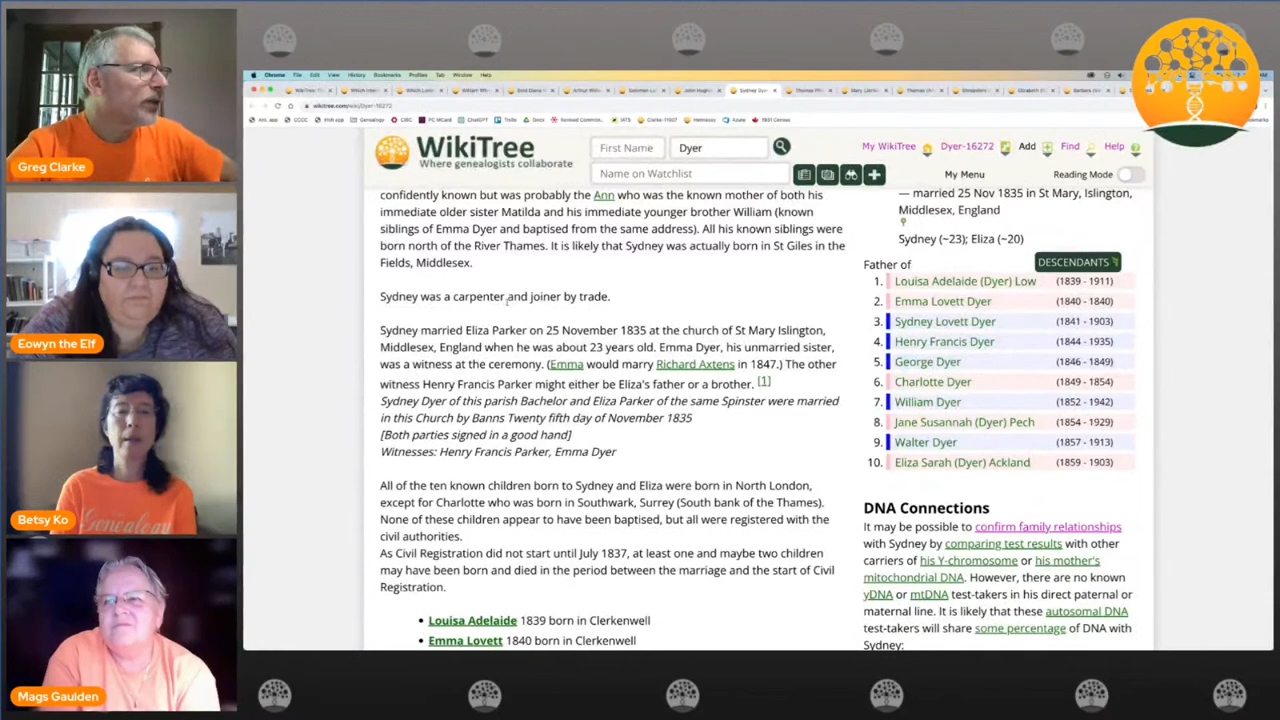 Greg Clarke
Eowyn the Elf
Betsy Ko
Genealogy
Mags Gaulden
Chrome File Edit View History Bookmarks Profiles Tab Window Help
Sydney Dyer
wikitree.com/wiki/Dyer-16272
WikiTree
Where genealogists collaborate
First Name
Dyer
Name on Watchlist
My WikiTree
Dyer-16272
Add
Find
Help
My Menu
Reading Mode
confidently known but was probably the Ann who was the known mother of both his
immediate older sister Matilda and his immediate younger brother William (known
siblings of Emma Dyer and baptised from the same address). All his known siblings were
born north of the River Thames. It is likely that Sydney was actually born in St Giles in the
Fields, Middlesex.
Sydney was a carpenter and joiner by trade.
Sydney married Eliza Parker on 25 November 1835 at the church of St Mary Islington,
Middlesex, England when he was about 23 years old. Emma Dyer, his unmarried sister,
was a witness at the ceremony. (Emma would marry Richard Axtens in 1847.) The other
witness Henry Francis Parker might either be Eliza's father or a brother. [1]
Sydney Dyer of this parish Bachelor and Eliza Parker of the same Spinster were married
in this Church by Banns Twenty fifth day of November 1835
[Both parties signed in a good hand]
Witnesses: Henry Francis Parker, Emma Dyer
All of the ten known children born to Sydney and Eliza were born in North London,
except for Charlotte who was born in Southwark, Surrey (South bank of the Thames).
None of these children appear to have been baptised, but all were registered with the
civil authorities.
As Civil Registration did not start until July 1837, at least one and maybe two children
may have been born and died in the period between the marriage and the start of Civil
Registration.
• Louisa Adelaide 1839 born in Clerkenwell
• Emma Lovett 1840 born in Clerkenwell
— married 25 Nov 1835 in St Mary, Islington,
Middlesex, England
Sydney (~23); Eliza (~20)
Father of
DESCENDANTS
1. Louisa Adelaide (Dyer) Low (1839 - 1911)
2. Emma Lovett Dyer (1840 - 1840)
3. Sydney Lovett Dyer (1841 - 1903)
4. Henry Francis Dyer (1844 - 1935)
5. George Dyer (1846 - 1849)
6. Charlotte Dyer (1849 - 1854)
7. William Dyer (1852 - 1942)
8. Jane Susannah (Dyer) Pech (1854 - 1929)
9. Walter Dyer (1857 - 1913)
10. Eliza Sarah (Dyer) Ackland (1859 - 1903)
DNA Connections
It may be possible to confirm family relationships
with Sydney by comparing test results with other
carriers of his Y-chromosome or his mother's
mitochondrial DNA. However, there are no known
yDNA or mtDNA test-takers in his direct paternal or
maternal line. It is likely that these autosomal DNA
test-takers will share some percentage of DNA with
Sydney: